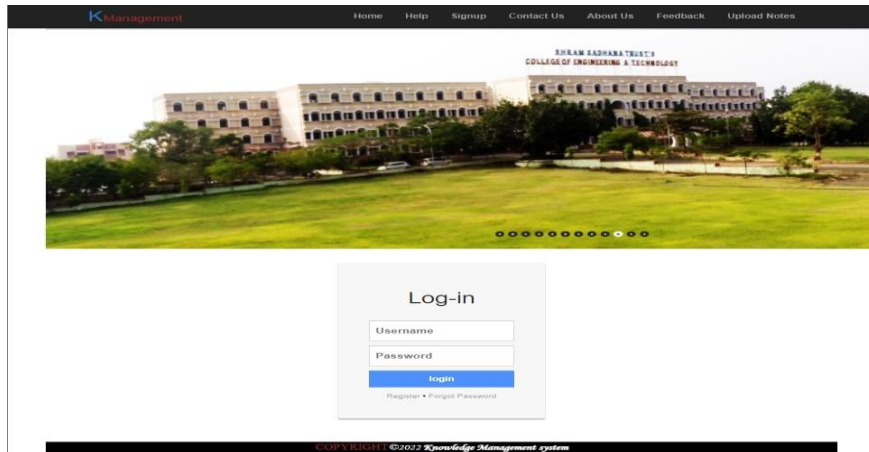 KManagement Home Help Signup Contact Us About Us Feedback Upload Notes
SHRAM SADHANA TRUST'S
COLLEGE OF ENGINEERING & TECHNOLOGY
Log-in
Username
Password
login
Register • Forgot Password
COPYRIGHT ©2022 Knowledge Management system